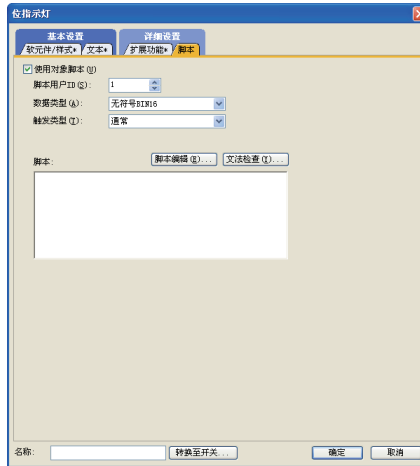 位指示灯
基本设置 详细设置
软元件/样式* 文本* 扩展功能* 脚本
使用对象脚本(U)
脚本用户ID(S): 1
数据类型(A): 无符号BIN16
触发类型(T): 通常
脚本: 脚本编辑(E)... 文法检查(Y)...
名称: 转换至开关... 确定 取消